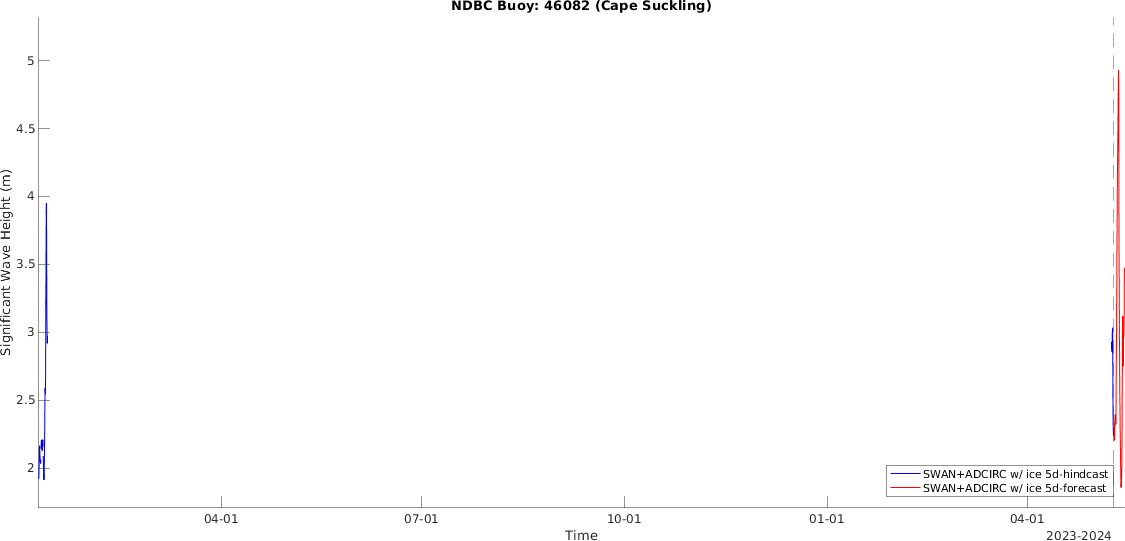 NDBC Buoy: 46082 (Cape Suckling)
Significant Wave Height (m)
5
4.5
4
3.5
3
2.5
2
SWAN+ADCIRC w/ ice 5d-hindcast
SWAN+ADCIRC w/ ice 5d-forecast
04-01 07-01 10-01 01-01 04-01
Time
2023-2024